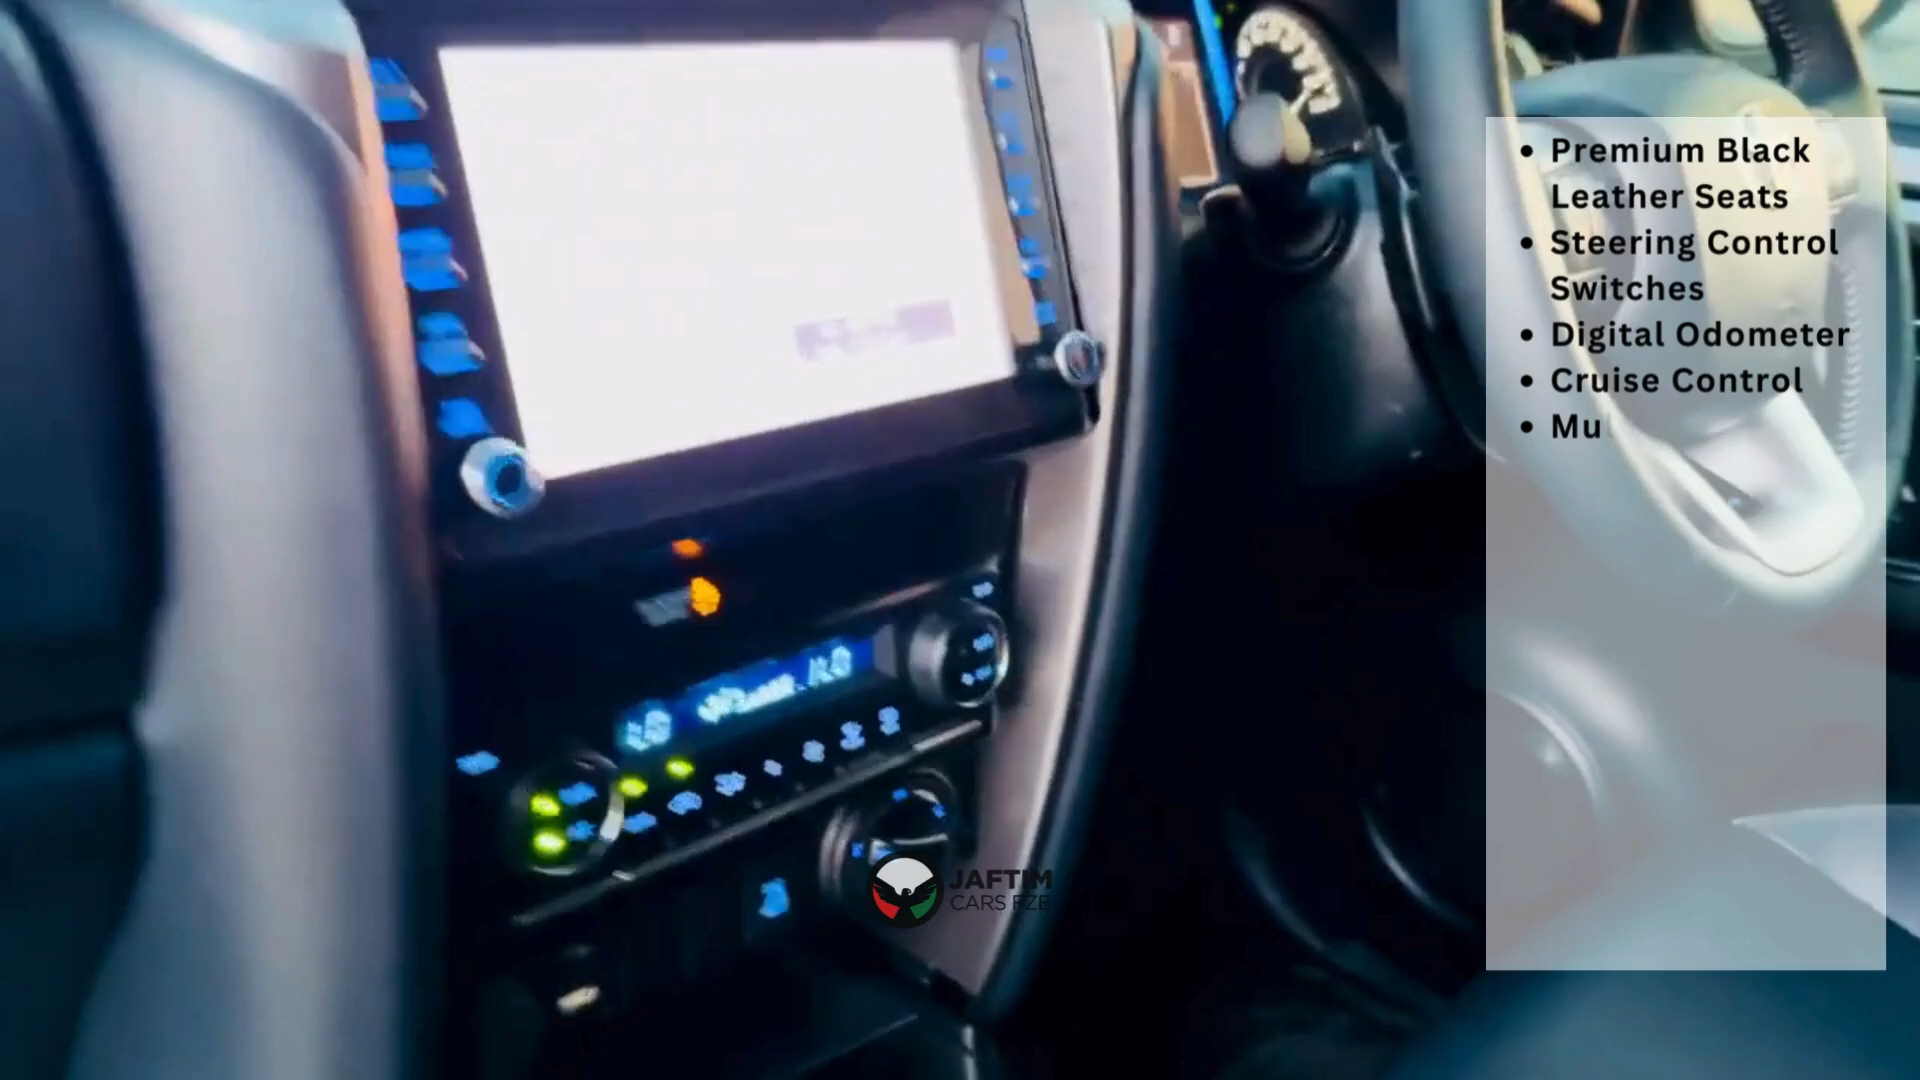 • Premium Black
Leather Seats
• Steering Control
Switches
• Digital Odometer
• Cruise Control
• Mu
JAFTIM
CARS FZE